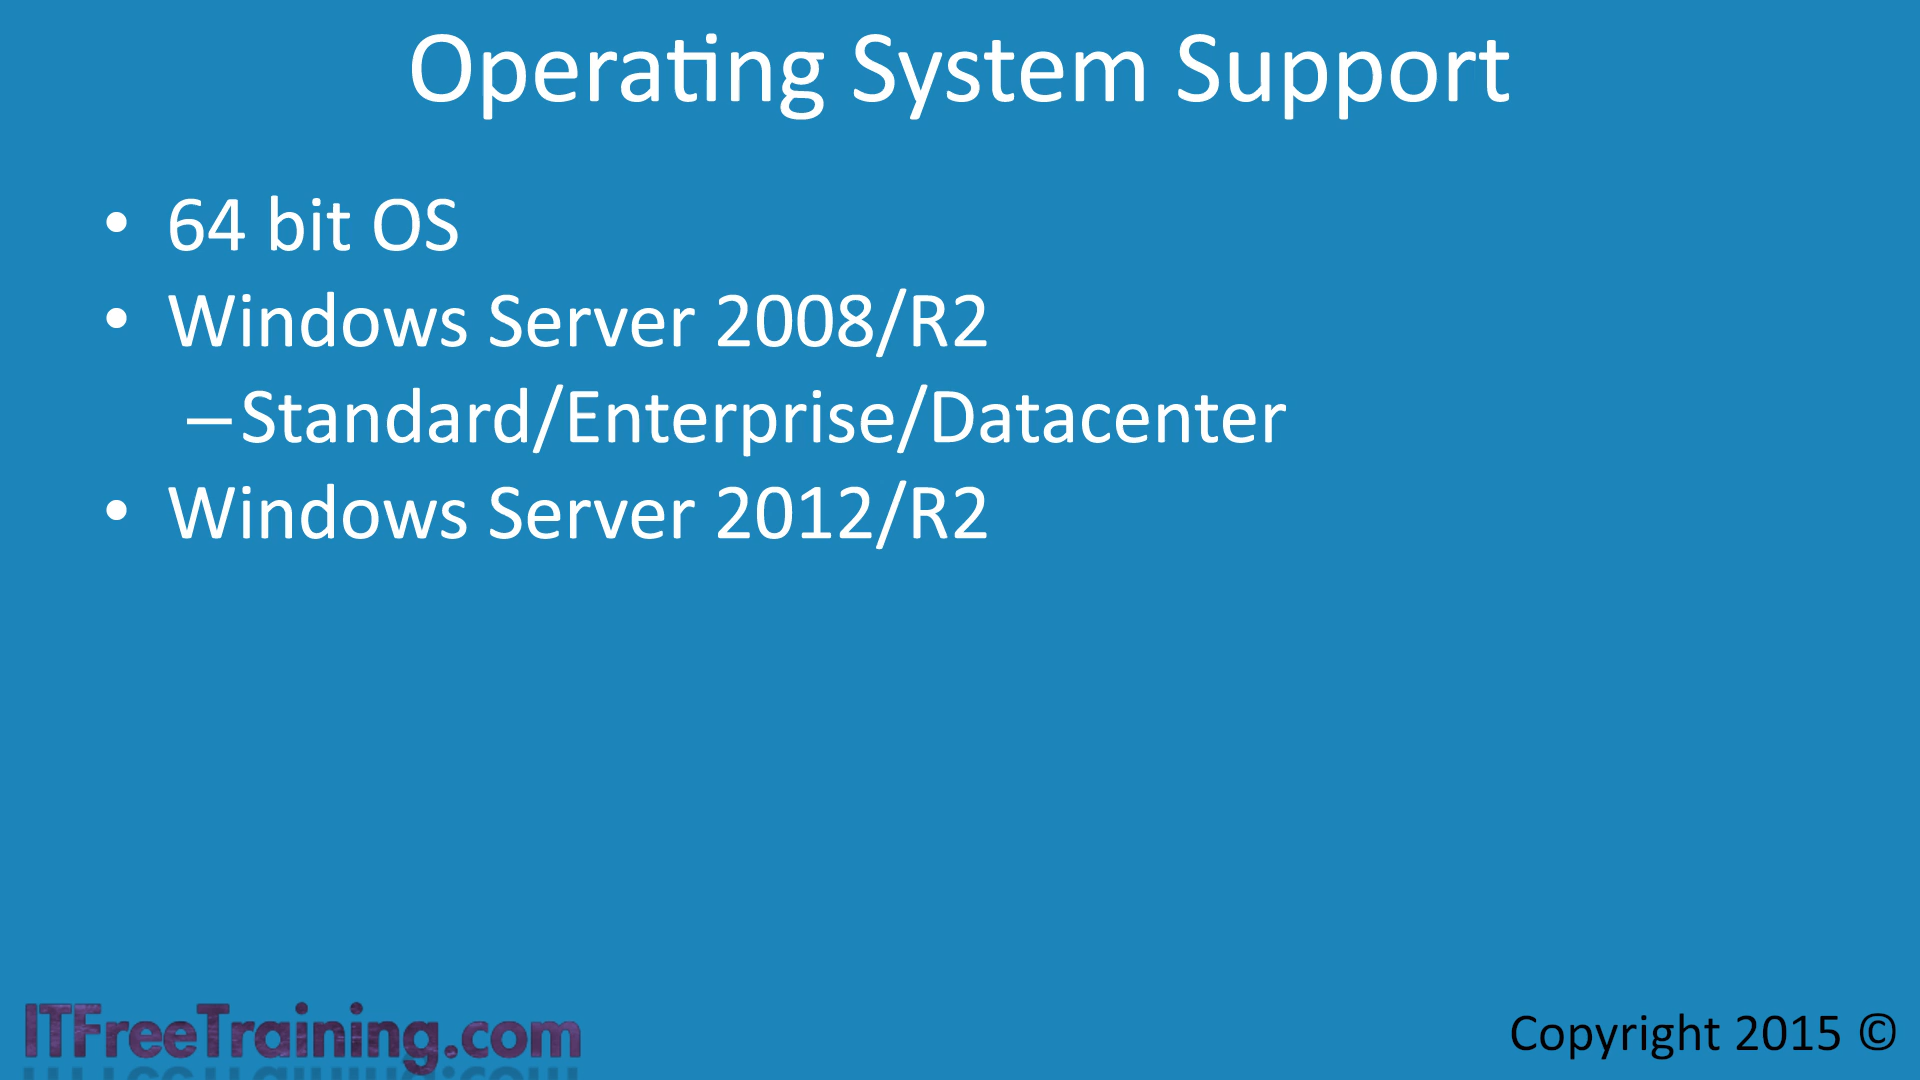 Operating System Support
• 64 bit OS
• Windows Server 2008/R2
–Standard/Enterprise/Datacenter
• Windows Server 2012/R2
ITFreeTraining.com
Copyright 2015 ©